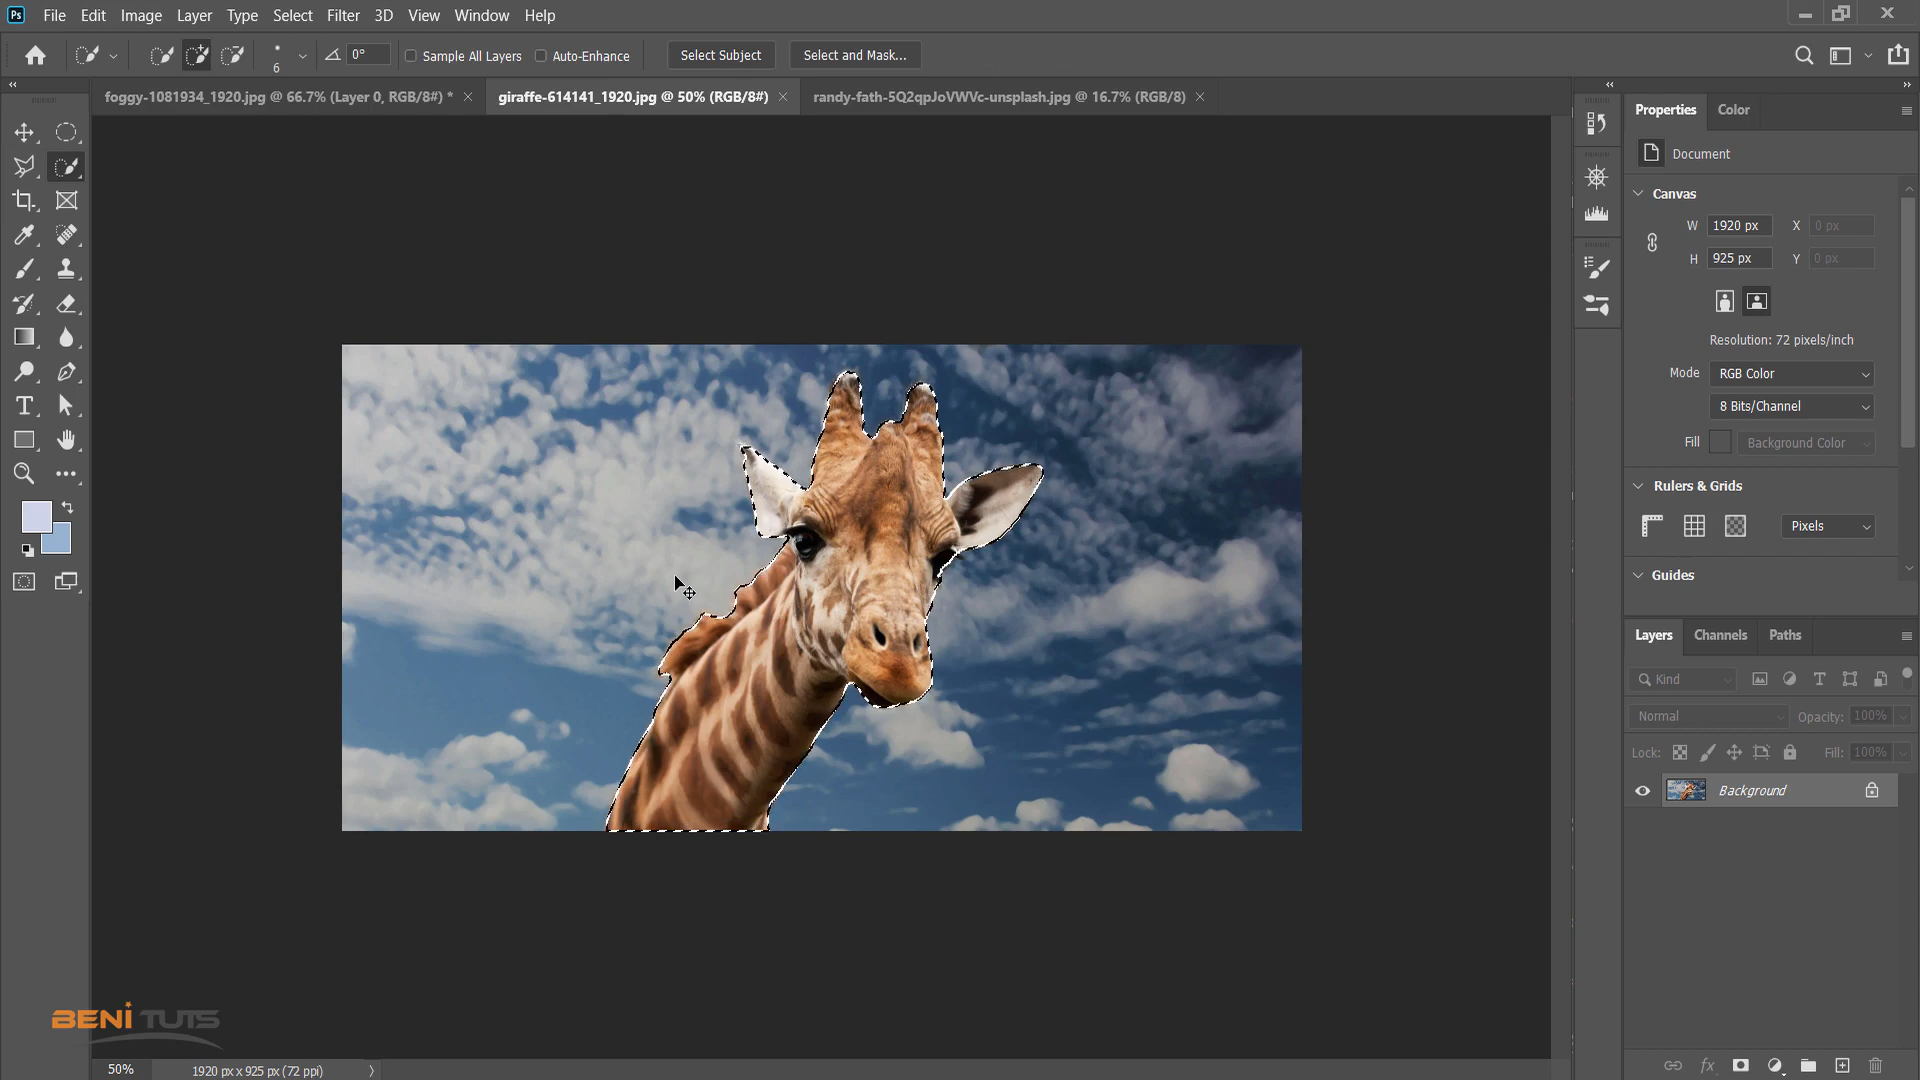 Ps File Edit Image Layer Type Select Filter 3D View Window Help
6 0° Sample All Layers Auto-Enhance Select Subject Select and Mask...
foggy-1081934_1920.jpg @ 66.7% (Layer 0, RGB/8#) * giraffe-614141_1920.jpg @ 50% (RGB/8#) randy-fath-5Q2qpJoVWVc-unsplash.jpg @ 16.7% (RGB/8)
Properties Color
Document
Canvas
W 1920 px X 0 px
H 925 px Y 0 px
Resolution: 72 pixels/inch
Mode RGB Color
8 Bits/Channel
Fill Background Color
Rulers & Grids
Pixels
Guides
Layers Channels Paths
Kind
Normal Opacity: 100%
Lock: Fill: 100%
Background
BENI TUTS
50% 1920 px x 925 px (72 ppi)